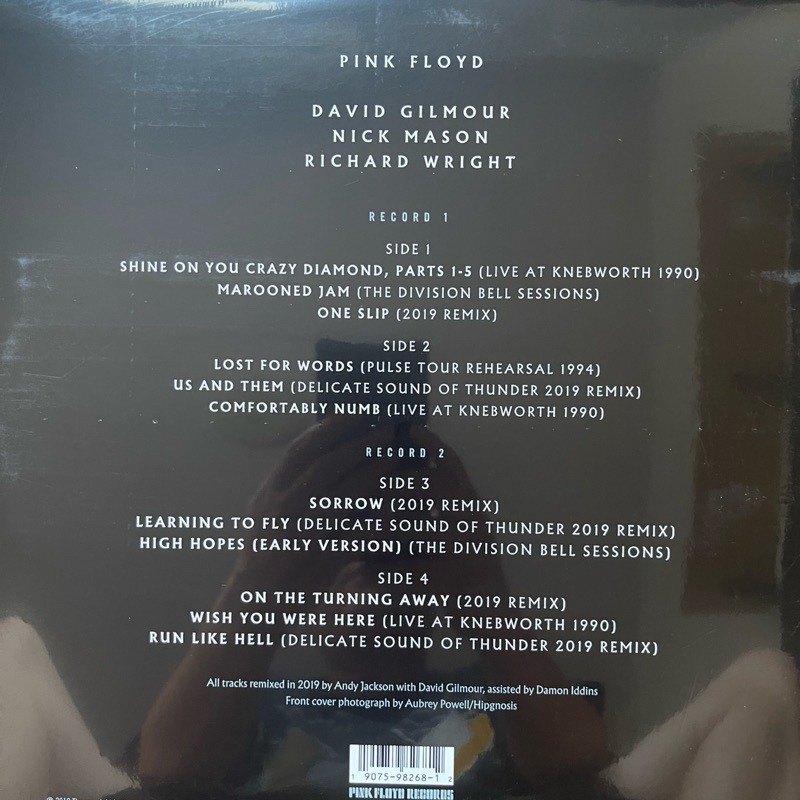 PINK FLOYD
DAVID GILMOUR
NICK MASON
RICHARD WRIGHT
RECORD 1
SIDE 1
SHINE ON YOU CRAZY DIAMOND, PARTS 1-5 (LIVE AT KNEBWORTH 1990)
MAROONED JAM (THE DIVISION BELL SESSIONS)
ONE SLIP (2019 REMIX)
SIDE 2
LOST FOR WORDS (PULSE TOUR REHEARSAL 1994)
US AND THEM (DELICATE SOUND OF THUNDER 2019 REMIX)
COMFORTABLY NUMB (LIVE AT KNEBWORTH 1990)
RECORD 2
SIDE 3
SORROW (2019 REMIX)
LEARNING TO FLY (DELICATE SOUND OF THUNDER 2019 REMIX)
HIGH HOPES (EARLY VERSION) (THE DIVISION BELL SESSIONS)
SIDE 4
ON THE TURNING AWAY (2019 REMIX)
WISH YOU WERE HERE (LIVE AT KNEBWORTH 1990)
RUN LIKE HELL (DELICATE SOUND OF THUNDER 2019 REMIX)
All tracks remixed in 2019 by Andy Jackson with David Gilmour, assisted by Damon Iddins
Front cover photograph by Aubrey Powell/Hipgnosis
1 9075-98268-1 2
PINK FLOYD RECORDS